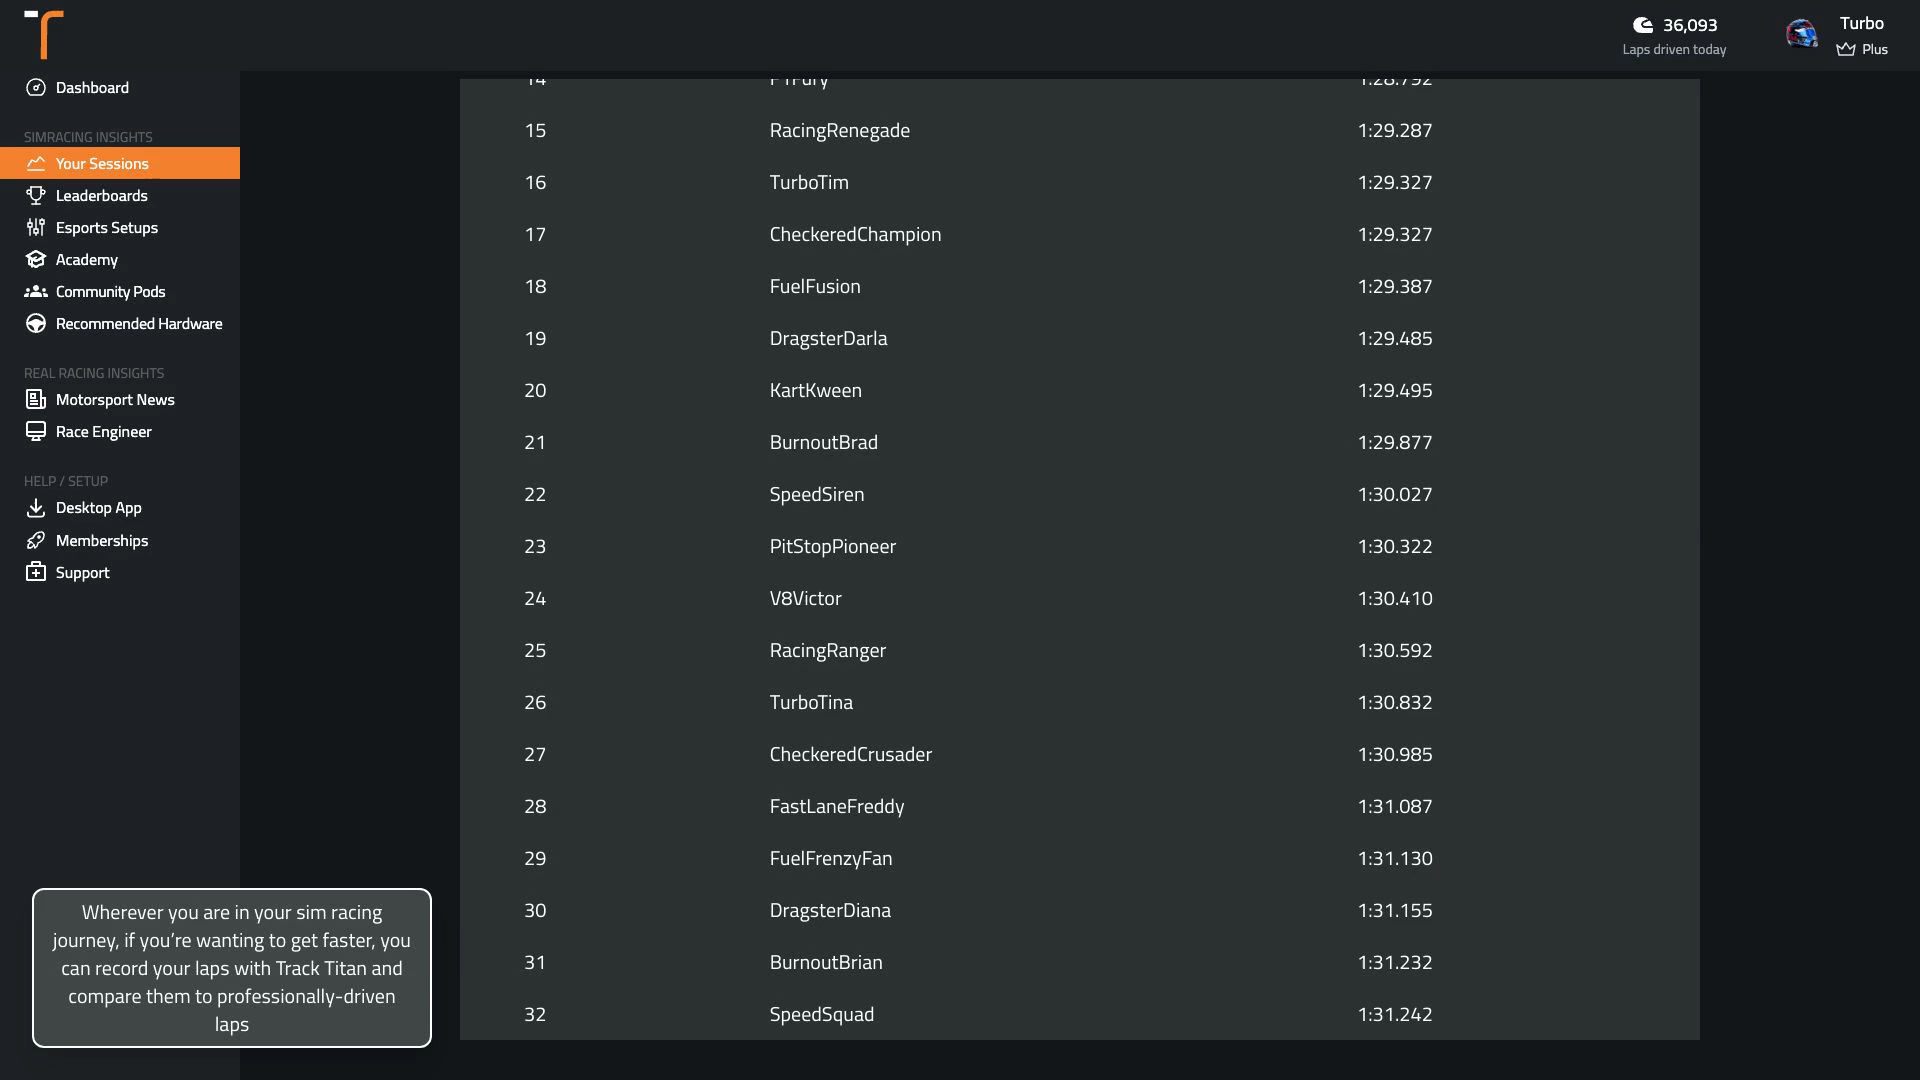 36,093
Laps driven today
Turbo
Plus
Dashboard
SIMRACING INSIGHTS
Your Sessions
Leaderboards
Esports Setups
Academy
Community Pods
Recommended Hardware
REAL RACING INSIGHTS
Motorsport News
Race Engineer
HELP / SETUP
Desktop App
Memberships
Support
14 F1Fury 1:28.792
15 RacingRenegade 1:29.287
16 TurboTim 1:29.327
17 CheckeredChampion 1:29.327
18 FuelFusion 1:29.387
19 DragsterDarla 1:29.485
20 KartKween 1:29.495
21 BurnoutBrad 1:29.877
22 SpeedSiren 1:30.027
23 PitStopPioneer 1:30.322
24 V8Victor 1:30.410
25 RacingRanger 1:30.592
26 TurboTina 1:30.832
27 CheckeredCrusader 1:30.985
28 FastLaneFreddy 1:31.087
29 FuelFrenzyFan 1:31.130
30 DragsterDiana 1:31.155
31 BurnoutBrian 1:31.232
32 SpeedSquad 1:31.242
Wherever you are in your sim racing
journey, if you’re wanting to get faster, you
can record your laps with Track Titan and
compare them to professionally-driven
laps